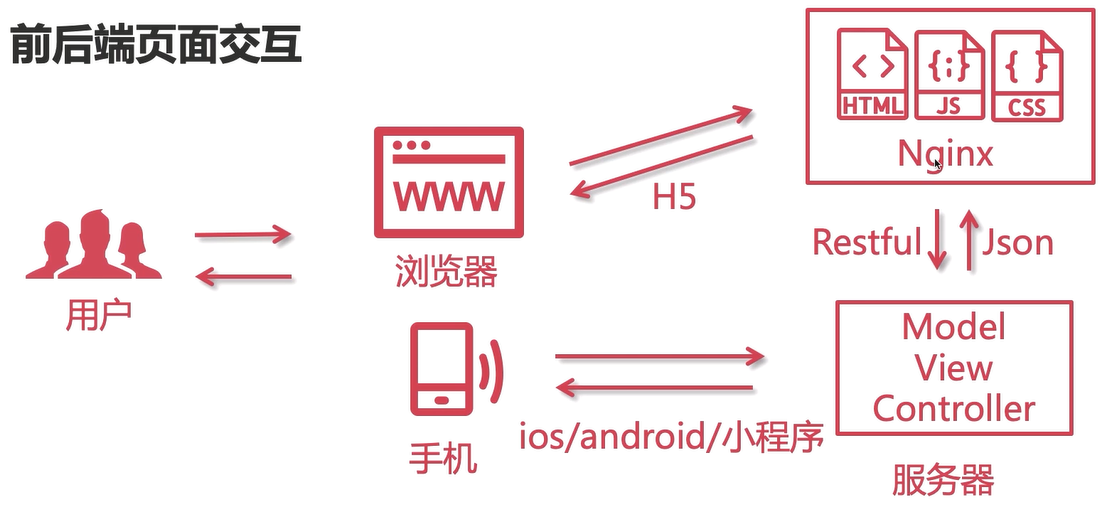 前后端页面交互
HTML
JS
CSS
Nginx
WWW
H5
浏览器
用户
Restful
Json
Model
View
Controller
手机
ios/android/小程序
服务器